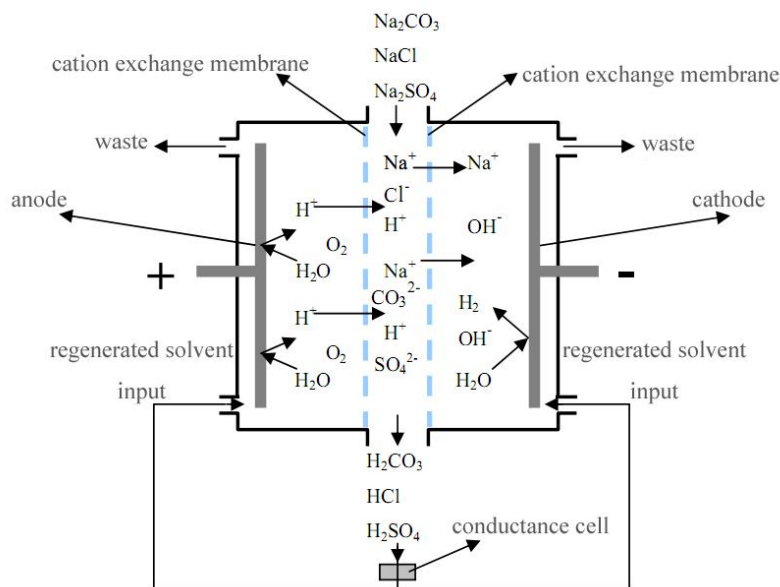 Na₂CO₃
NaCl
Na₂SO₄
cation exchange membrane
cation exchange membrane
waste
waste
anode
cathode
Na⁺
Na⁺
Cl⁻
H⁺
H⁺
OH⁻
O₂
H₂O
Na⁺
+
-
CO₃²⁻
H₂
H⁺
H⁺
OH⁻
regenerated solvent
regenerated solvent
O₂
SO₄²⁻
H₂O
H₂O
input
input
H₂CO₃
HCl
H₂SO₄
conductance cell